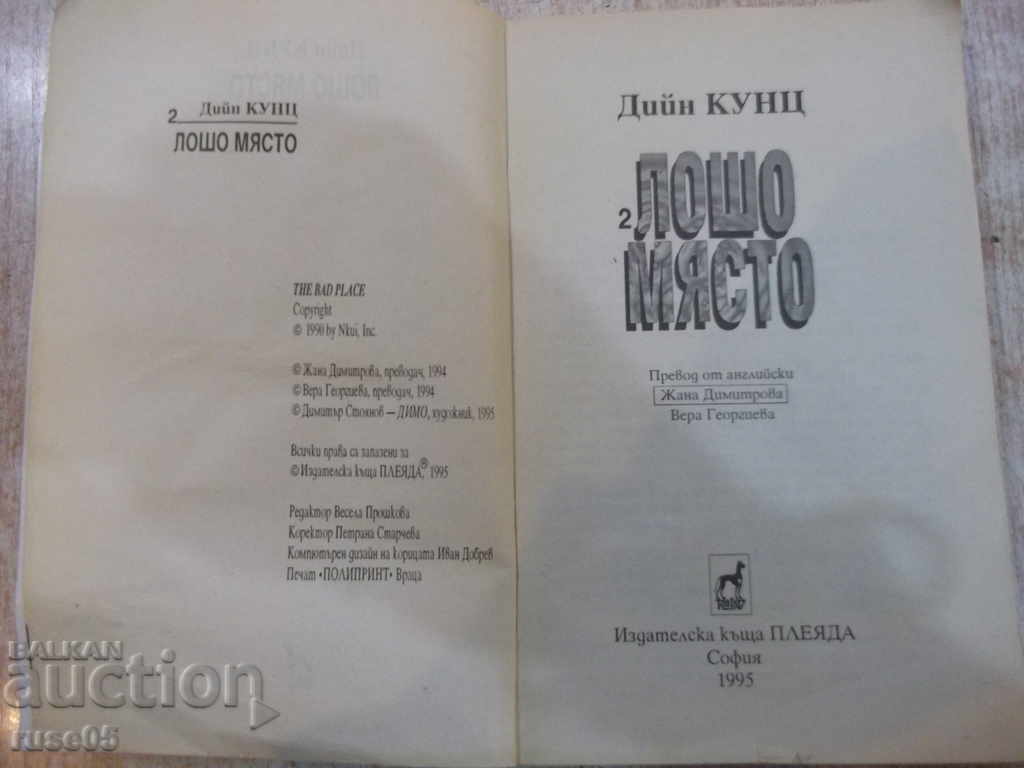 2 Дийн КУНЦ
ЛОШО МЯСТО
THE BAD PLACE
Copyright
© 1990 by Nkui, Inc.
© Жана Димитрова, преводач, 1994
© Вера Георгиева, преводач, 1994
© Димитър Стоянов — ДИМО, художник, 1995
Всички права са запазени за
© Издателска къща ПЛЕЯДА,® 1995
Редактор Весела Прошкова
Коректор Петрана Старчева
Компютърен дизайн на корицата Иван Добрев
Печат «ПОЛИПРИНТ» Враца
Дийн КУНЦ
2 ЛОШО
МЯСТО
Превод от английски
Жана Димитрова
Вера Георгиева
Издателска къща ПЛЕЯДА
София
1995
BALKAN
auction
ruse05